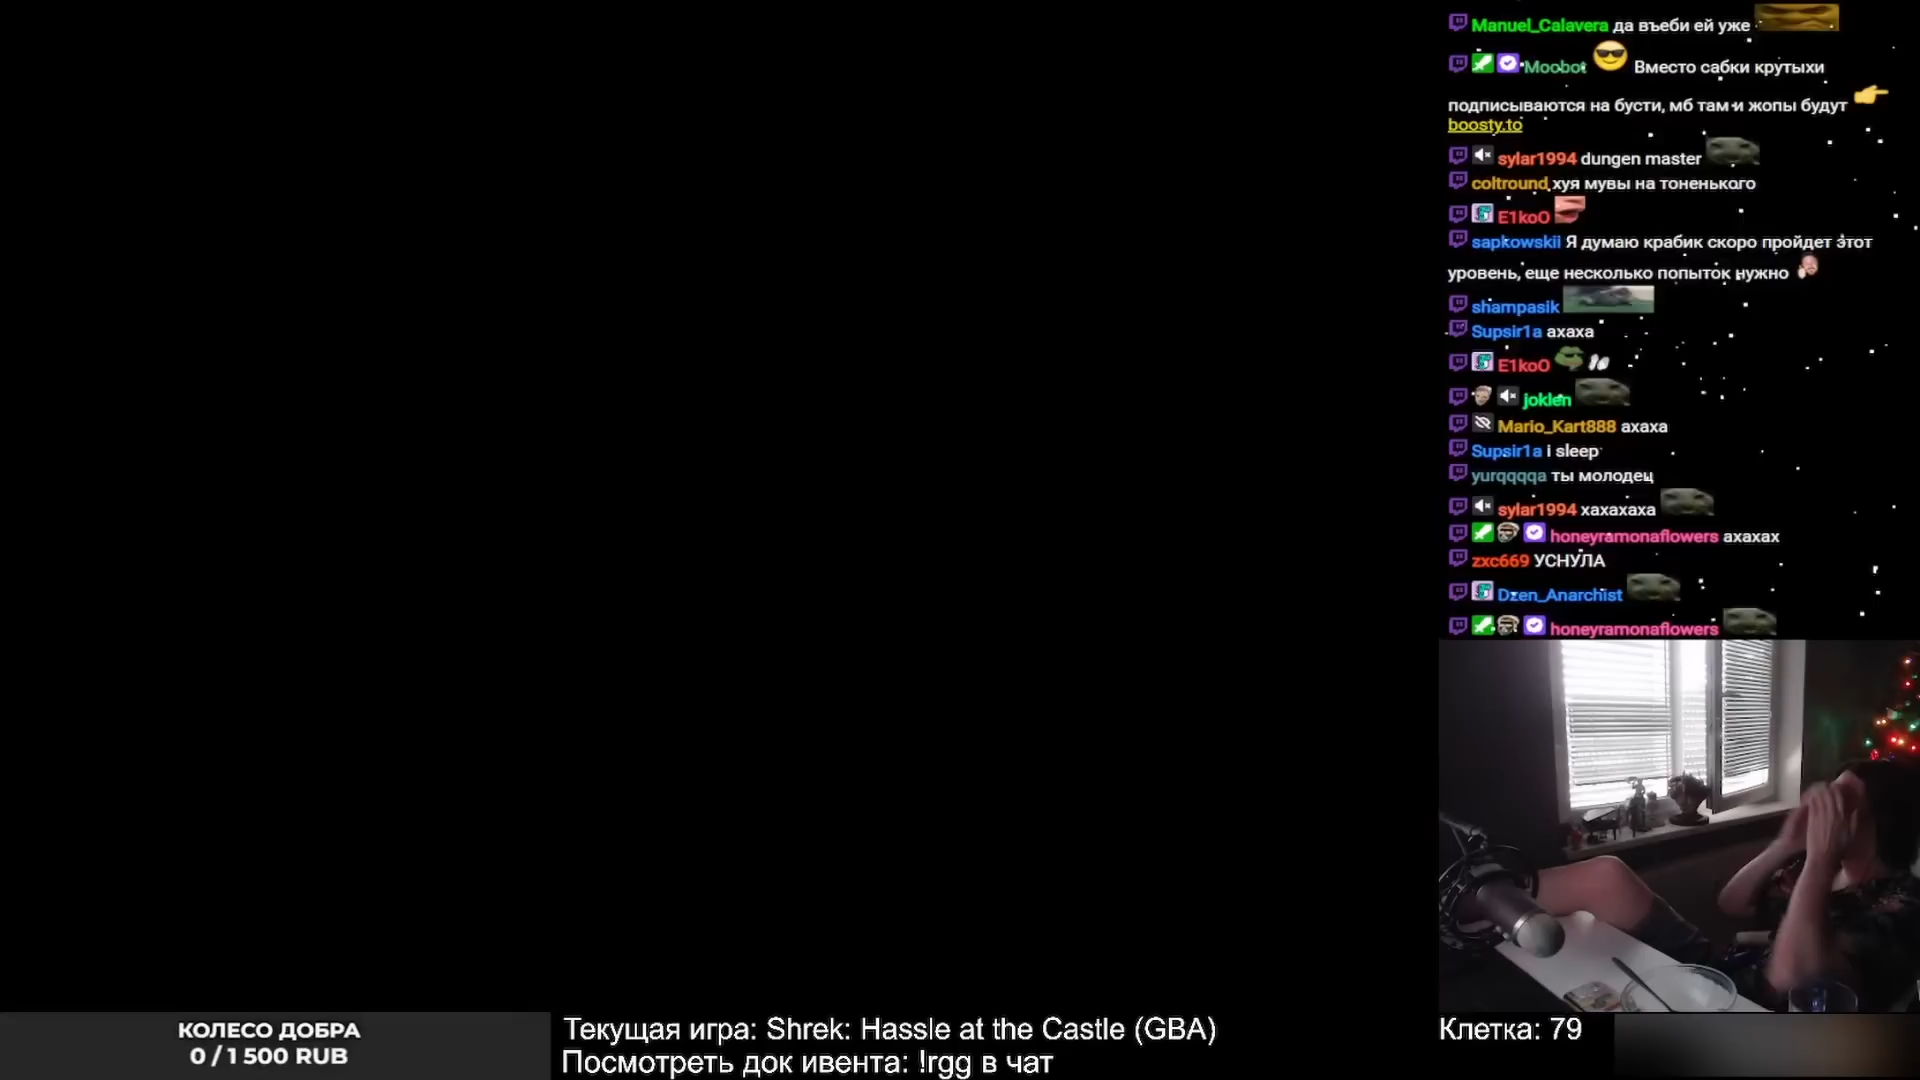 Manuel_Calavera да въеби ей уже
Moobot Вместо сабки крутыхи
подписываются на бусти, мб там и жопы будут
boosty.to
sylar1994 dungen master
coltround хуя мувы на тоненького
E1koO
sapkowskii Я думаю крабик скоро пройдет этот
уровень, еще несколько попыток нужно
shampasik
Supsir1a ахаха
E1koO
joklen
Mario_Kart888 ахаха
Supsir1a i sleep
yurqqqqa ты молодец
sylar1994 хахахаха
honeyramonaflowers ахахах
zxc669 УСНУЛА
Dzen_Anarchist
honeyramonaflowers
КОЛЕСО ДОБРА
0 / 1 500 RUB
Текущая игра: Shrek: Hassle at the Castle (GBA)
Посмотреть док ивента: !rgg в чат
Клетка: 79